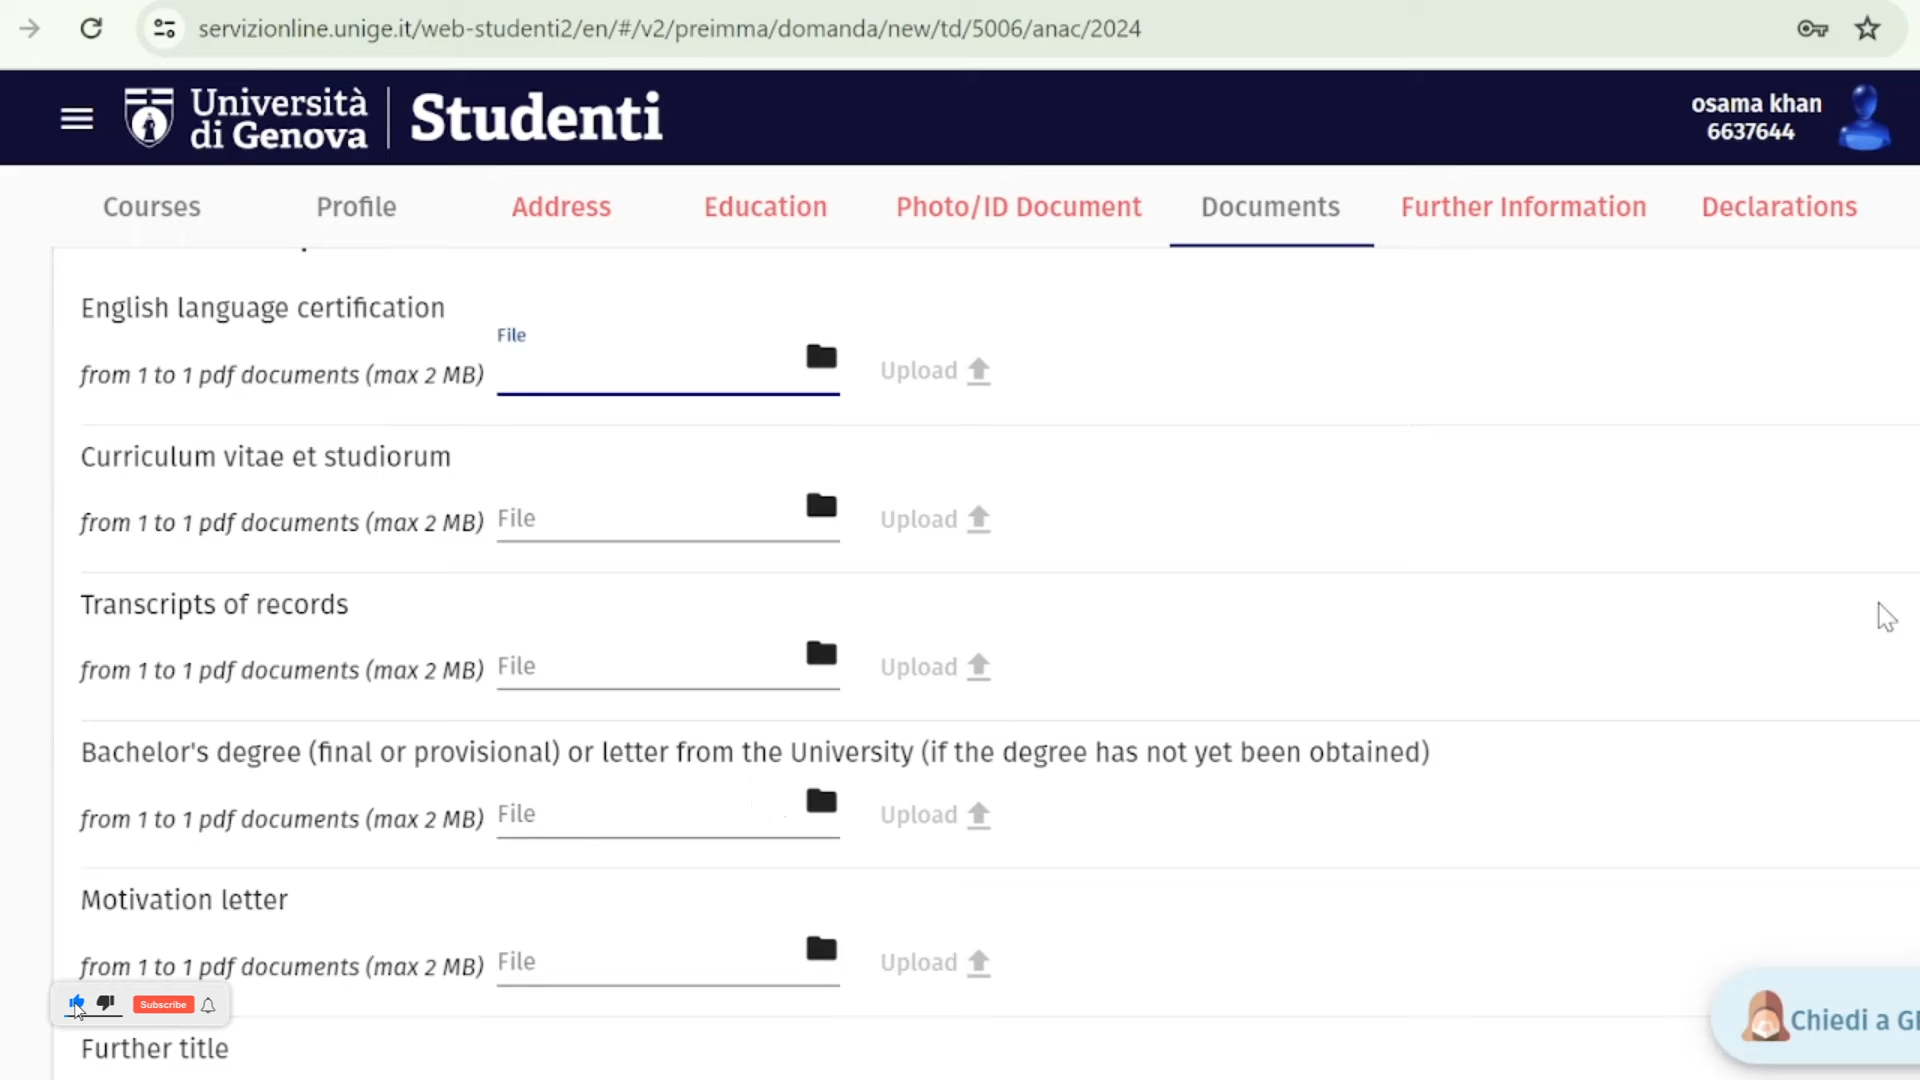 servizionline.unige.it/web-studenti2/en/#/v2/preimma/domanda/new/td/5006/anac/2024
Università
di Genova
Studenti
osama khan
6637644
Courses Profile Address Education Photo/ID Document Documents Further Information Declarations
English language certification
File
from 1 to 1 pdf documents (max 2 MB) Upload
Curriculum vitae et studiorum
from 1 to 1 pdf documents (max 2 MB) File Upload
Transcripts of records
from 1 to 1 pdf documents (max 2 MB) File Upload
Bachelor's degree (final or provisional) or letter from the University (if the degree has not yet been obtained)
from 1 to 1 pdf documents (max 2 MB) File Upload
Motivation letter
from 1 to 1 pdf documents (max 2 MB) File Upload
Subscribe
Chiedi a
Further title